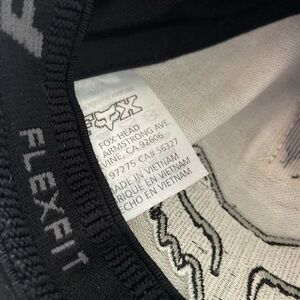 FOX
FOX HEAD
ARMSTRONG AVE.
VINE, CA 92606
97275 CA# 56327
MADE IN VIETNAM
RIQUE EN VIETNAM
CHO EN VIETNAM
FLEXFIT